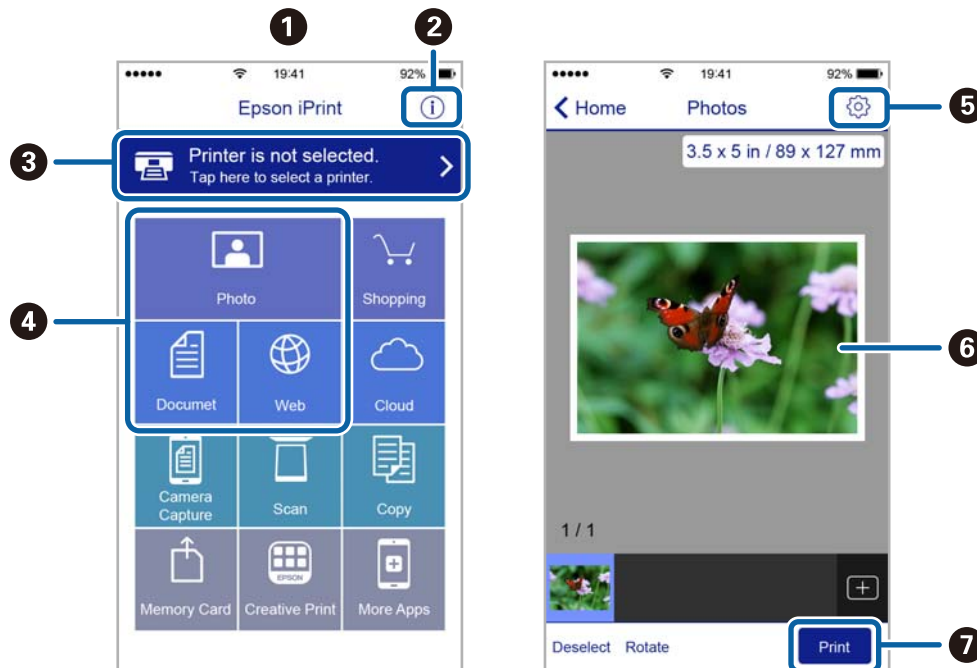 1
2
19:41
92%
Epson iPrint
3
Printer is not selected.
Tap here to select a printer.
4
Photo
Shopping
Documet
Web
Cloud
Camera
Capture
Scan
Copy
EPSON
Memory Card
Creative Print
More Apps
19:41
92%
Home
Photos
5
3.5 x 5 in / 89 x 127 mm
6
1 / 1
Deselect
Rotate
Print
7